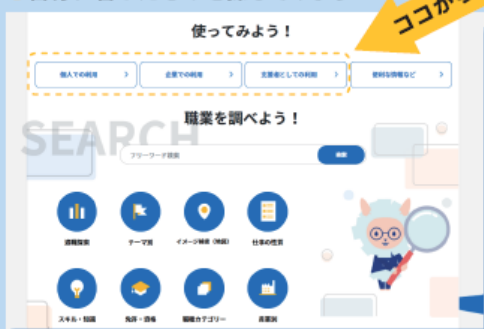 ココから
使ってみよう！
個人での利用
企業での利用
支援者としての利用
便利な情報など
職業を調べよう！
SEARCH
フリーワード検索
検索
適職探索
テーマ別
イメージ検索（地図）
仕事の性質
スキル・知識
免許・資格
職種カテゴリー
産業別